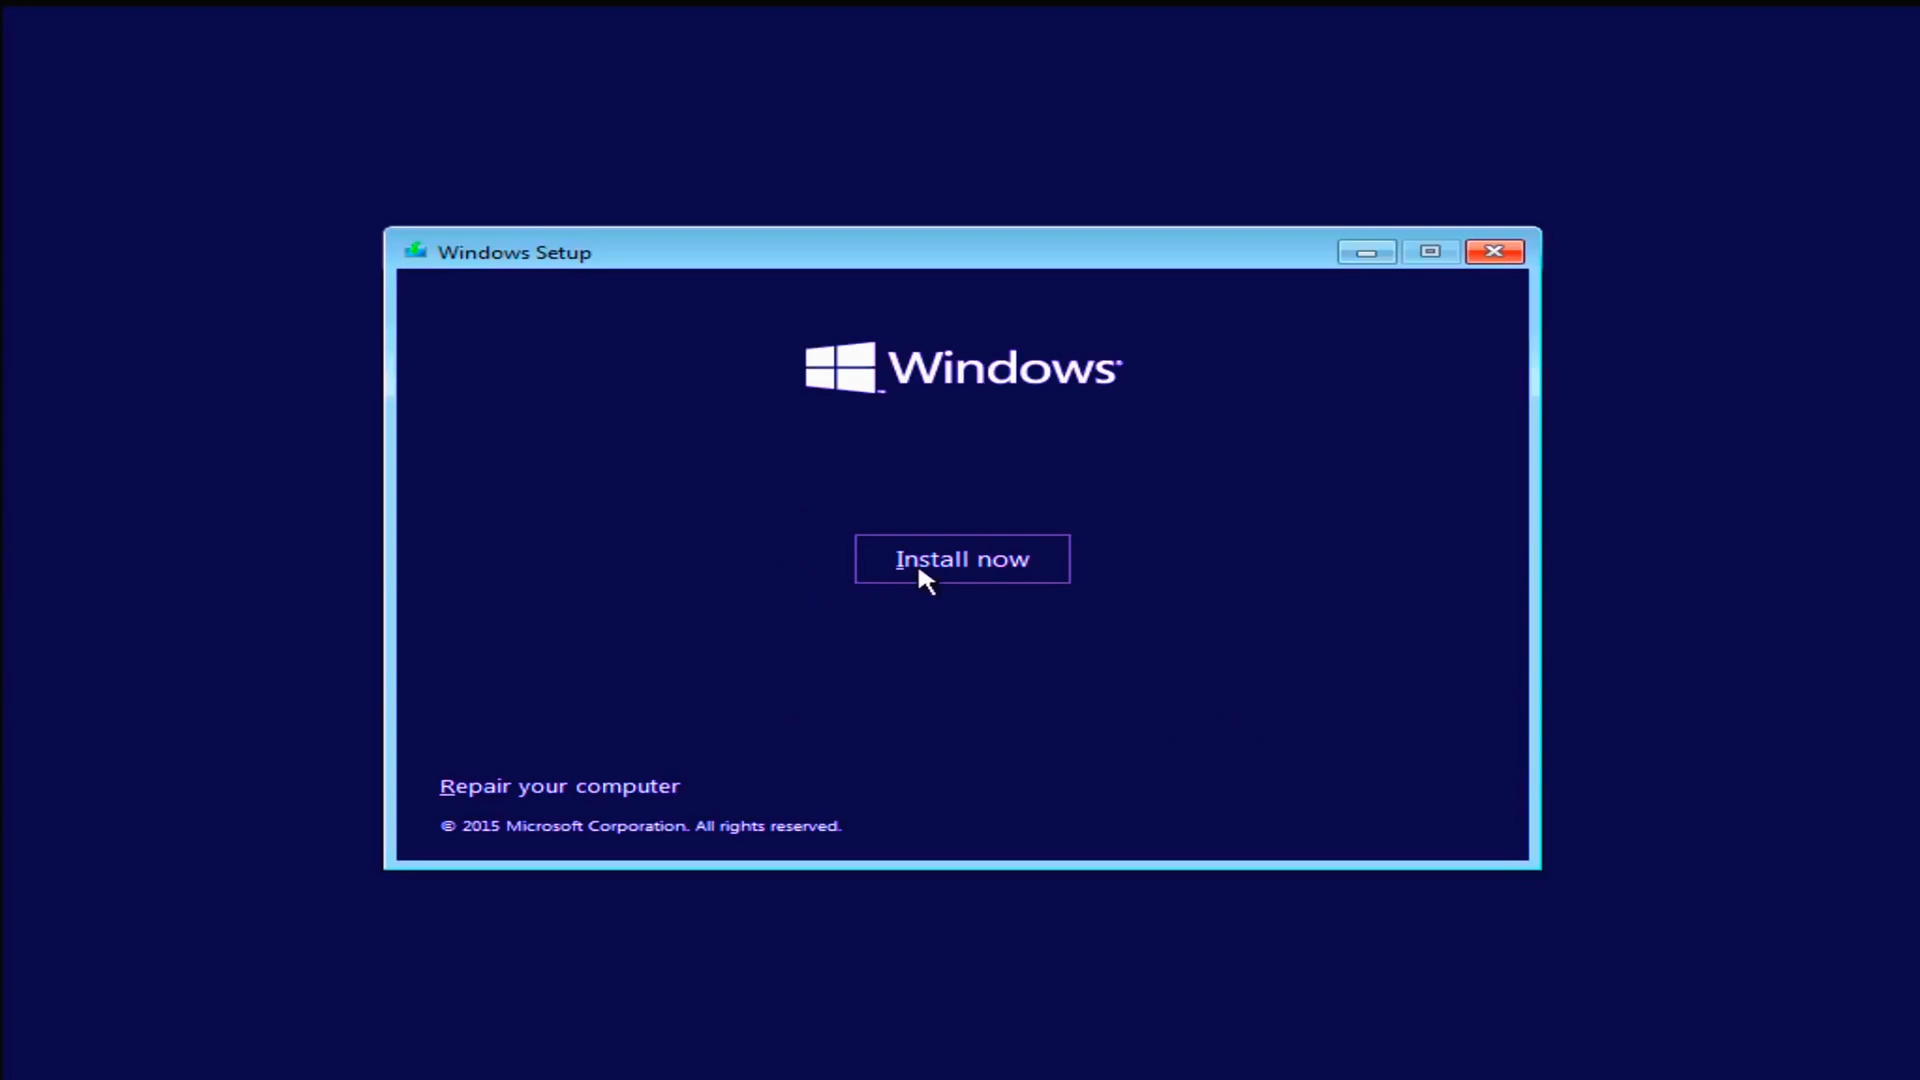 Windows Setup
Windows
Install now
Repair your computer
© 2015 Microsoft Corporation. All rights reserved.